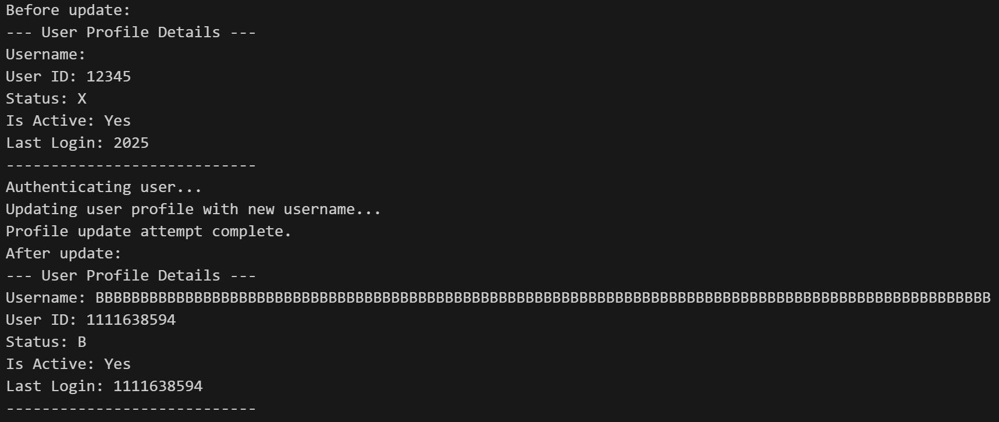 Before update:
--- User Profile Details ---
Username:
User ID: 12345
Status: X
Is Active: Yes
Last Login: 2025
----------------------------
Authenticating user...
Updating user profile with new username...
Profile update attempt complete.
After update:
--- User Profile Details ---
Username: BBBBBBBBBBBBBBBBBBBBBBBBBBBBBBBBBBBBBBBBBBBBBBBBBBBBBBBBBBBBBBBBBBBBBBBBBBBBBBBBBBBBBBBBBBBBBBBBBBBB
User ID: 1111638594
Status: B
Is Active: Yes
Last Login: 1111638594
----------------------------